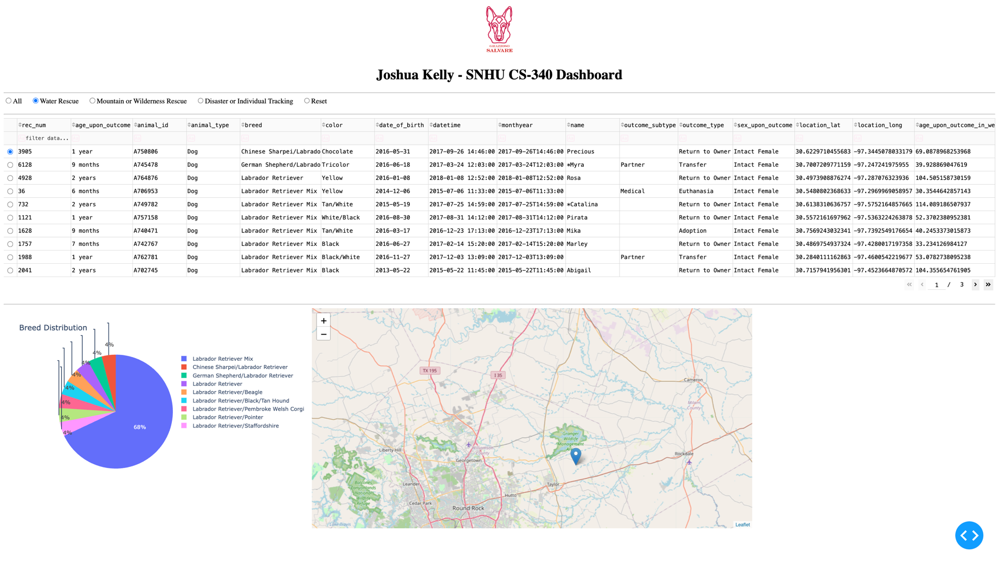 GRAZIOSO
SALVARE
Joshua Kelly - SNHU CS-340 Dashboard
All Water Rescue Mountain or Wilderness Rescue Disaster or Individual Tracking Reset
rec_num age_upon_outcome animal_id animal_type breed color date_of_birth datetime monthyear name outcome_subtype outcome_type sex_upon_outcome location_lat location_long age_upon_outcome_in_we
filter data...
3905 1 year A750806 Dog Chinese Sharpei/Labrado Chocolate 2016-05-31 2017-09-26 14:46:00 2017-09-26T14:46:00 Precious Return to Owner Intact Female 30.6229710455683 -97.3445078033179 69.0878968253968
6128 9 months A745478 Dog German Shepherd/Labrado Tricolor 2016-06-18 2017-03-24 12:03:00 2017-03-24T12:03:00 *Myra Partner Transfer Intact Female 30.7007209771159 -97.247241975955 39.928869047619
4928 2 years A764876 Dog Labrador Retriever Yellow 2016-01-08 2018-01-08 12:52:00 2018-01-08T12:52:00 Rosa Return to Owner Intact Female 30.4973908876274 -97.287076323936 104.505158730159
36 6 months A706953 Dog Labrador Retriever Mix Yellow 2014-12-06 2015-07-06 11:33:00 2015-07-06T11:33:00 Medical Euthanasia Intact Female 30.5480802368633 -97.2969969058957 30.3544642857143
732 2 years A749782 Dog Labrador Retriever Mix Tan/White 2015-05-19 2017-07-25 14:59:00 2017-07-25T14:59:00 *Catalina Return to Owner Intact Female 30.6138310636757 -97.5752164857665 114.089186507937
1121 1 year A757158 Dog Labrador Retriever Mix White/Black 2016-08-30 2017-08-31 14:12:00 2017-08-31T14:12:00 Pirata Return to Owner Intact Female 30.5572161697962 -97.5363224263878 52.3702380952381
1628 9 months A740471 Dog Labrador Retriever Mix Tan/White 2016-03-17 2016-12-23 17:13:00 2016-12-23T17:13:00 Mika Adoption Intact Female 30.7569243032341 -97.7392549176654 40.2453373015873
1757 7 months A742767 Dog Labrador Retriever Mix Black 2016-06-27 2017-02-14 15:20:00 2017-02-14T15:20:00 Marley Return to Owner Intact Female 30.4869754937324 -97.4280017197358 33.234126984127
1988 1 year A762781 Dog Labrador Retriever Mix Black/White 2016-11-27 2017-12-03 13:09:00 2017-12-03T13:09:00 Partner Transfer Intact Female 30.2840111162863 -97.4600542219677 53.0782738095238
2041 2 years A702745 Dog Labrador Retriever Mix Black 2013-05-22 2015-05-22 11:45:00 2015-05-22T11:45:00 Abigail Return to Owner Intact Female 30.7157941956301 -97.4523664870572 104.355654761905
« ‹ 1 / 3 › »
Breed Distribution
4%
4%
4%
4%
4%
4%
4%
4%
68%
Labrador Retriever Mix
Chinese Sharpei/Labrador Retriever
German Shepherd/Labrador Retriever
Labrador Retriever
Labrador Retriever/Beagle
Labrador Retriever/Black/Tan Hound
Labrador Retriever/Pembroke Welsh Corgi
Labrador Retriever/Pointer
Labrador Retriever/Staffordshire
+
−
TX 195
I 35
Cameron
Milam
County
Granger
Wildlife
Management
Area
Liberty Hill
Williamson
County
Georgetown
Rockdale
Leander
Taylor
Balcones
Canyonlands
National
Wildlife
Refuge
Hutto
Cedar Park
Round Rock
Lake Travis
Leaflet